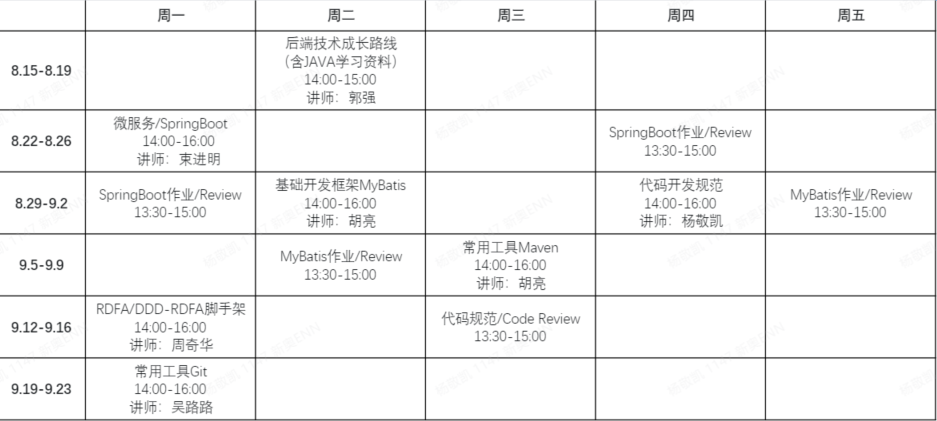 周一 周二 周三 周四 周五
8.15-8.19
后端技术成长路线
（含JAVA学习资料）
14:00-15:00
讲师：郭强
8.22-8.26
微服务/SpringBoot
14:00-16:00
讲师：束进明
SpringBoot作业/Review
13:30-15:00
8.29-9.2
SpringBoot作业/Review
13:30-15:00
基础开发框架MyBatis
14:00-16:00
讲师：胡亮
代码开发规范
14:00-16:00
讲师：杨敬凯
MyBatis作业/Review
13:30-15:00
9.5-9.9
MyBatis作业/Review
13:30-15:00
常用工具Maven
14:00-16:00
讲师：胡亮
9.12-9.16
RDFA/DDD-RDFA脚手架
14:00-16:00
讲师：周奇华
代码规范/Code Review
13:30-15:00
9.19-9.23
常用工具Git
14:00-16:00
讲师：吴路路